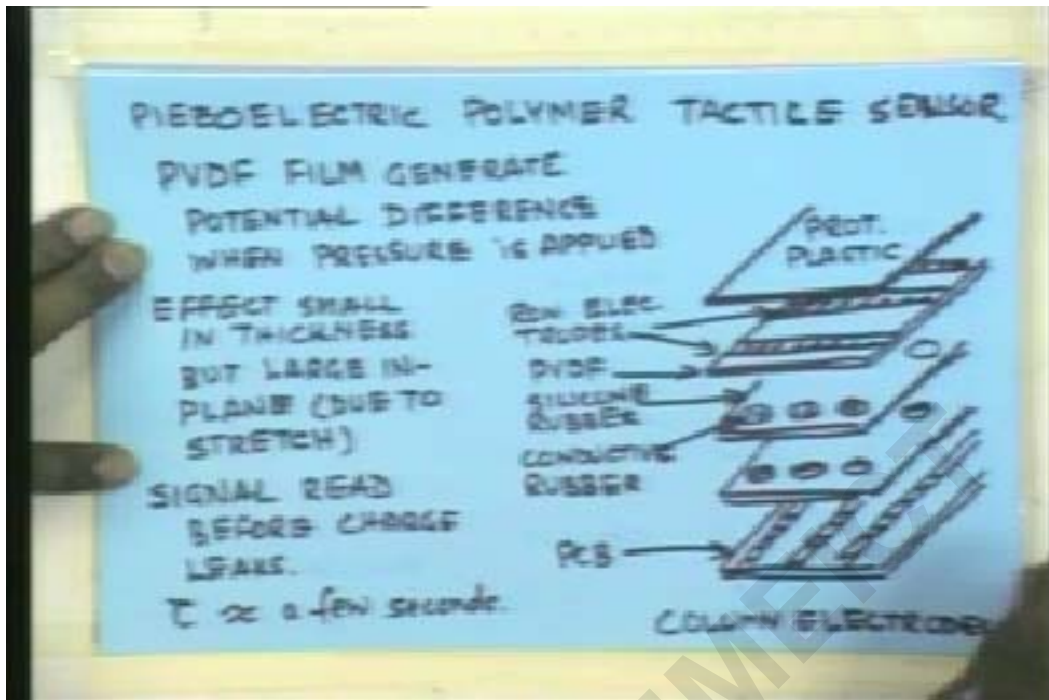 PIEZOELECTRIC POLYMER TACTILE SENSOR
PVDF FILM GENERATE
POTENTIAL DIFFERENCE
WHEN PRESSURE IS APPLIED
EFFECT SMALL
IN THICKNESS
BUT LARGE IN-
PLANE (DUE TO
STRETCH)
SIGNAL READ
BEFORE CHARGE
LEAKS.
τ ≈ a few seconds.
PROT.
PLASTIC
ROW ELEC-
TRODES
PVDF
SILICONE
RUBBER
CONDUCTIVE
RUBBER
PCB
COLUMN ELECTRODES